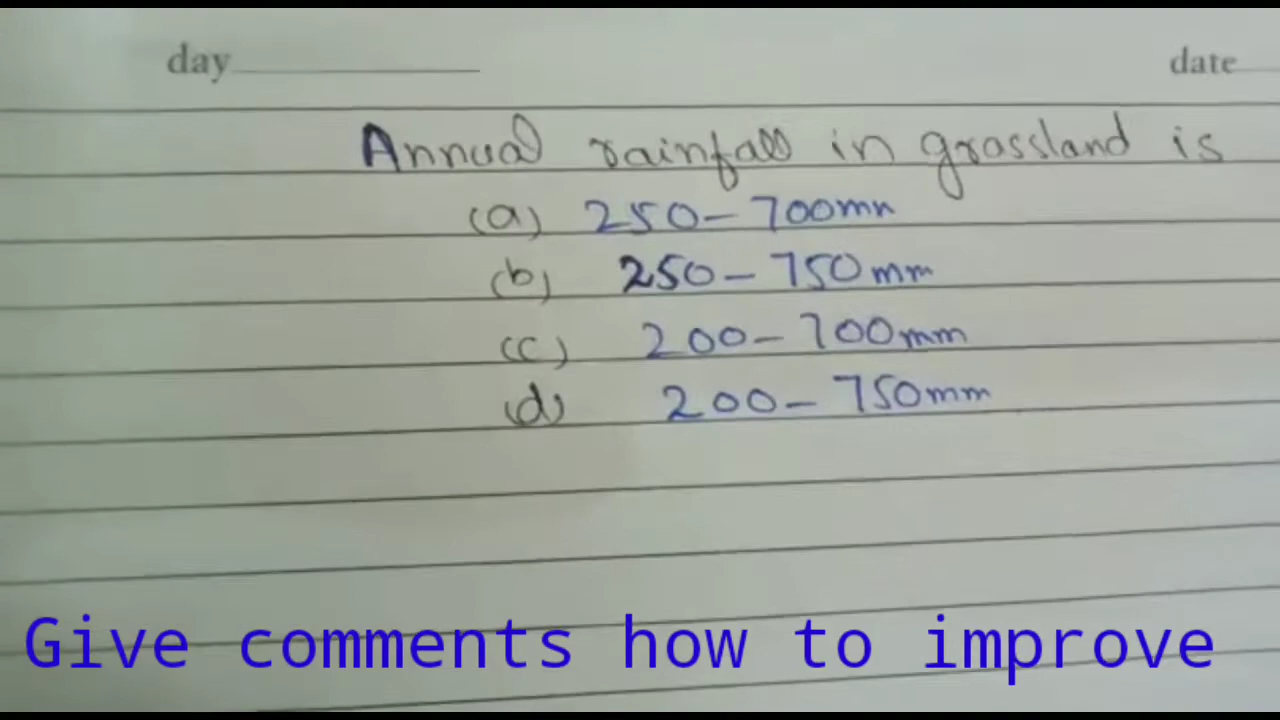 day
date
Annual rainfall in grassland is
(a) 250-700mm
(b) 250-750mm
(c) 200-700mm
(d) 200-750mm
Give comments how to improve